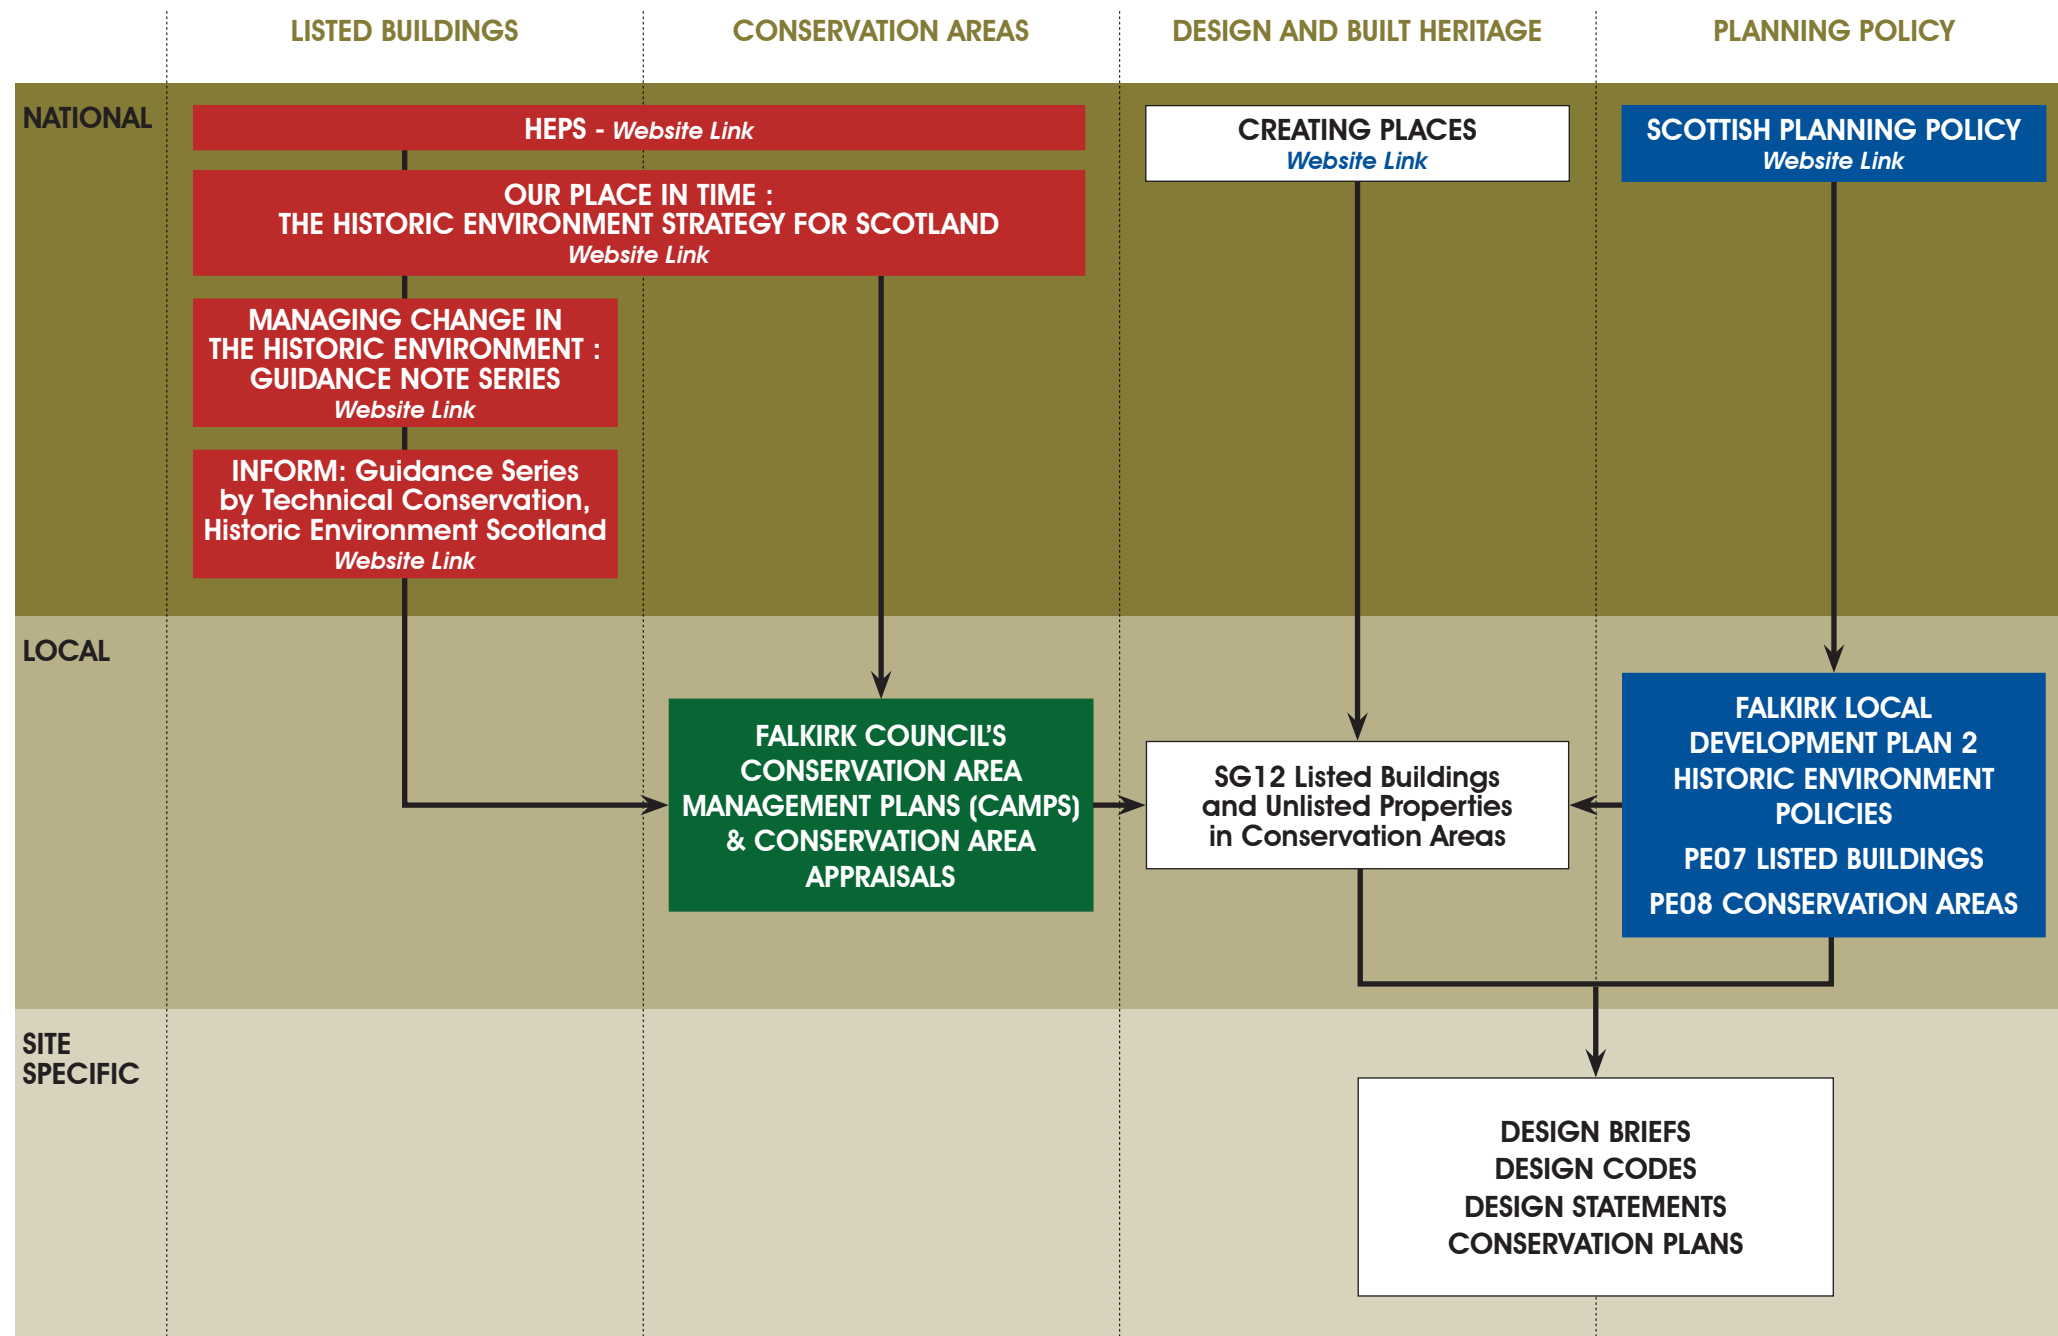 LISTED BUILDINGS
CONSERVATION AREAS
DESIGN AND BUILT HERITAGE
PLANNING POLICY
NATIONAL
HEPS - Website Link
OUR PLACE IN TIME :
THE HISTORIC ENVIRONMENT STRATEGY FOR SCOTLAND
Website Link
MANAGING CHANGE IN
THE HISTORIC ENVIRONMENT :
GUIDANCE NOTE SERIES
Website Link
INFORM: Guidance Series
by Technical Conservation,
Historic Environment Scotland
Website Link
CREATING PLACES
Website Link
SCOTTISH PLANNING POLICY
Website Link
LOCAL
FALKIRK COUNCIL’S
CONSERVATION AREA
MANAGEMENT PLANS (CAMPS)
& CONSERVATION AREA
APPRAISALS
SG12 Listed Buildings
and Unlisted Properties
in Conservation Areas
FALKIRK LOCAL
DEVELOPMENT PLAN 2
HISTORIC ENVIRONMENT
POLICIES
PE07 LISTED BUILDINGS
PE08 CONSERVATION AREAS
SITE
SPECIFIC
DESIGN BRIEFS
DESIGN CODES
DESIGN STATEMENTS
CONSERVATION PLANS